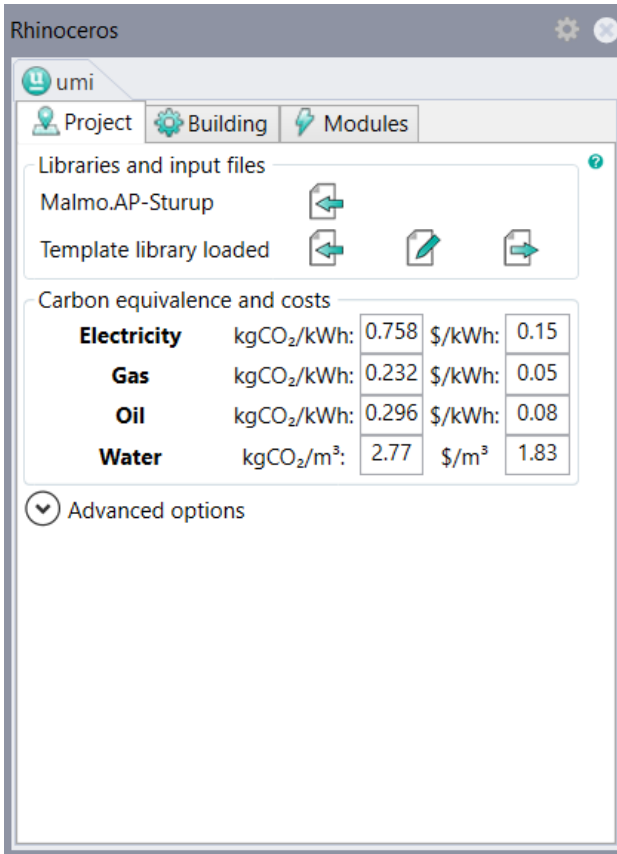 Rhinoceros
umi
Project Building Modules
Libraries and input files
Malmo.AP-Sturup
Template library loaded
Carbon equivalence and costs
Electricity kgCO₂/kWh: 0.758 $/kWh: 0.15
Gas kgCO₂/kWh: 0.232 $/kWh: 0.05
Oil kgCO₂/kWh: 0.296 $/kWh: 0.08
Water kgCO₂/m³: 2.77 $/m³ 1.83
Advanced options